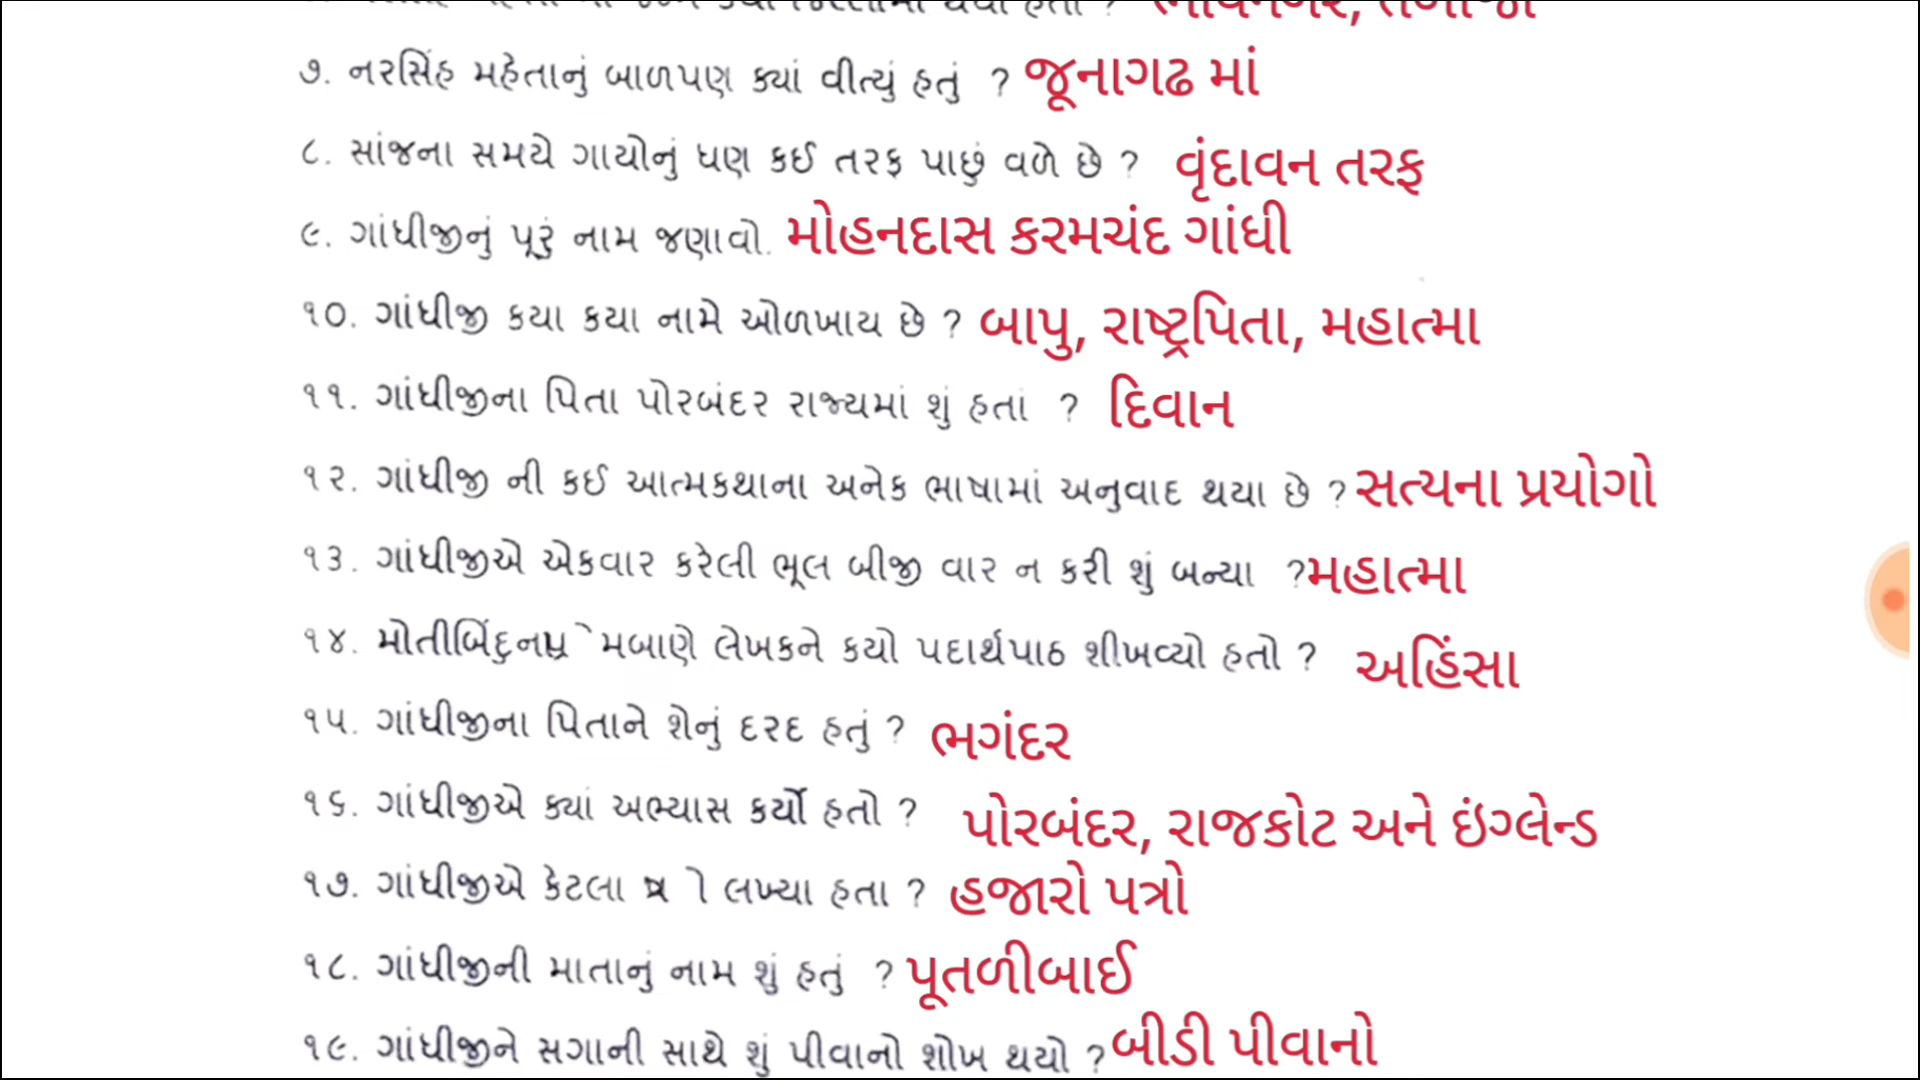 ૭. નરસિંહ મહેતાનું બાળપણ ક્યાં વીત્યું હતું ? જૂનાગઢ માં
૮. સાંજના સમયે ગાયોનું ધણ કઈ તરફ પાછું વળે છે ? વૃંદાવન તરફ
૯. ગાંધીજીનું પૂરું નામ જણાવો. મોહનદાસ કરમચંદ ગાંધી
૧૦. ગાંધીજી કયા કયા નામે ઓળખાય છે ? બાપુ, રાષ્ટ્રપિતા, મહાત્મા
૧૧. ગાંધીજીના પિતા પોરબંદર રાજ્યમાં શું હતાં ? દિવાન
૧૨. ગાંધીજી ની કઈ આત્મકથાના અનેક ભાષામાં અનુવાદ થયા છે ? સત્યના પ્રયોગો
૧૩. ગાંધીજીએ એકવાર કરેલી ભૂલ બીજી વાર ન કરી શું બન્યા ? મહાત્મા
૧૪. મબાણે લેખકને કયો પદાર્થપાઠ શીખવ્યો હતો ? અહિંસા
૧૫. ગાંધીજીના પિતાને શેનું દરદ હતું ? ભગંદર
૧૬. ગાંધીજીએ ક્યાં અભ્યાસ કર્યો હતો ? પોરબંદર, રાજકોટ અને ઇંગ્લેન્ડ
૧૭. ગાંધીજીએ કેટલા લખ્યા હતા ? હજારો પત્રો
૧૮. ગાંધીજીની માતાનું નામ શું હતું ? પૂતળીબાઈ
૧૯. ગાંધીજીને સગાની સાથે શું પીવાનો શોખ થયો ? બીડી પીવાનો